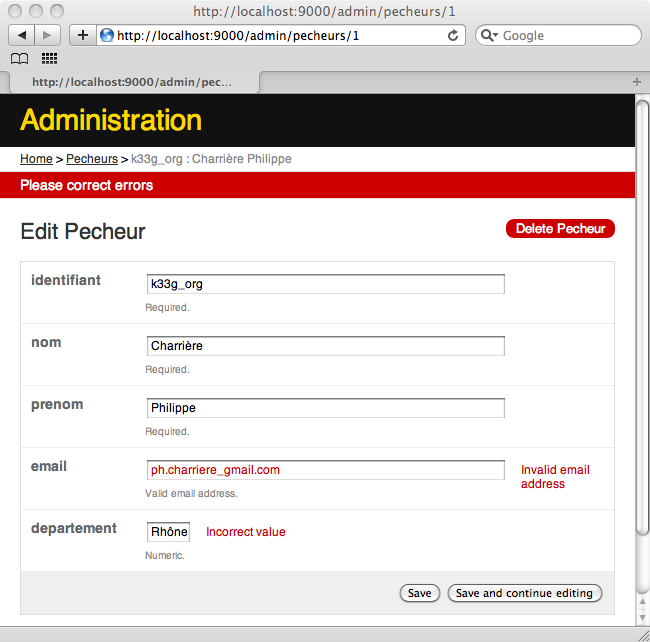 http://localhost:9000/admin/pecheurs/1
http://localhost:9000/admin/pecheurs/1
Google
http://localhost:9000/admin/pec...
Administration
Home > Pecheurs > k33g_org : Charrière Philippe
Please correct errors
Edit Pecheur
Delete Pecheur
identifiant
k33g_org
Required.
nom
Charrière
Required.
prenom
Philippe
Required.
email
ph.charriere_gmail.com
Invalid email
address
Valid email address.
departement
Rhône
Incorrect value
Numeric.
Save
Save and continue editing